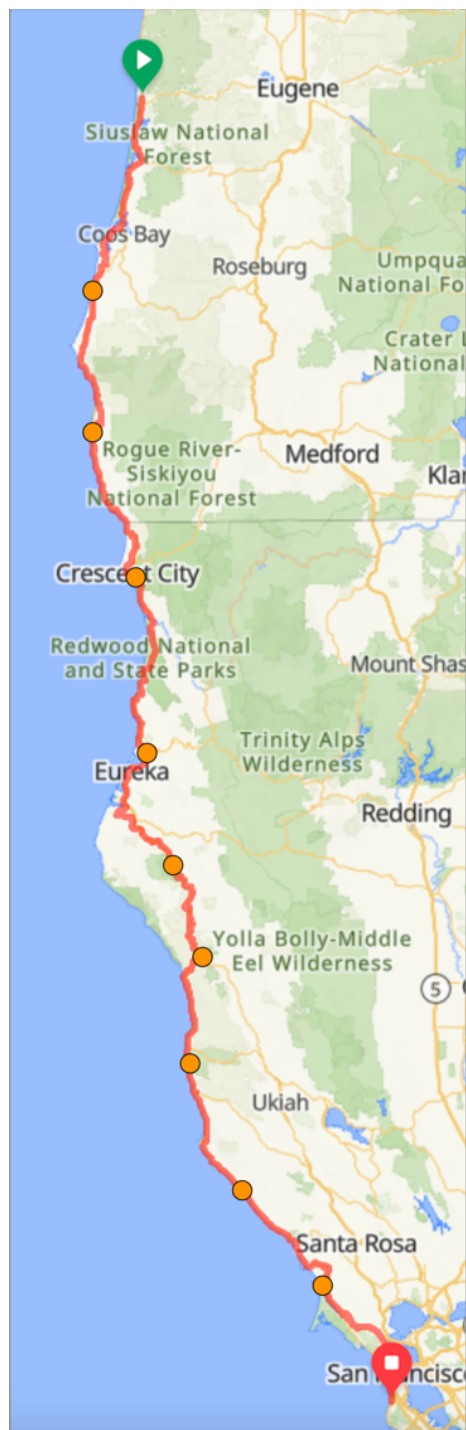 Eugene
Siuslaw National
Forest
Coos Bay
Roseburg
Umpqua
National Fo
Crater L
National
Medford
Rogue River-
Siskiyou
National Forest
Klar
Crescent City
Redwood National
and State Parks
Mount Shas
Trinity Alps
Wilderness
Eureka
Redding
Yolla Bolly-Middle
Eel Wilderness
5
Ukiah
Santa Rosa
San Francisc